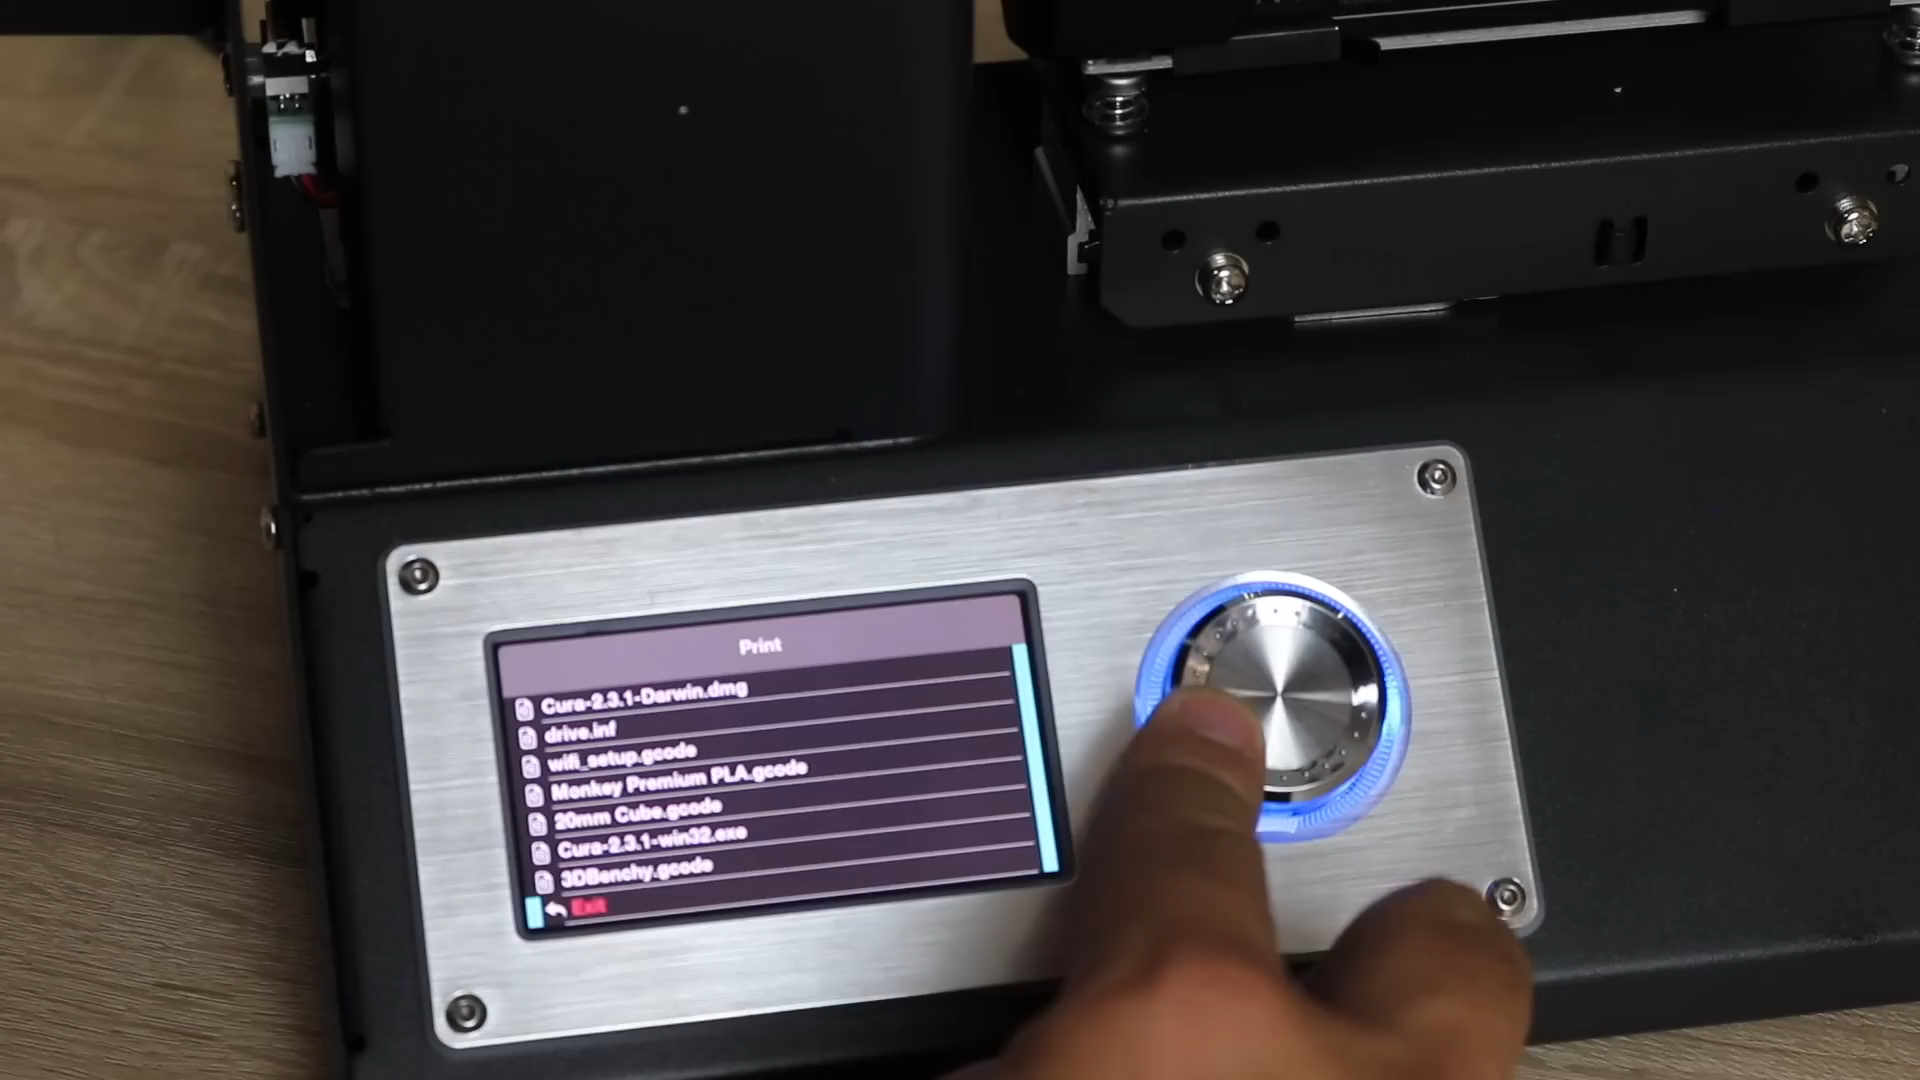 Print
Cura-2.3.1-Darwin.dmg
drive.inf
wifi_setup.gcode
Monkey Premium PLA.gcode
20mm Cube.gcode
Cura-2.3.1-win32.exe
3DBenchy.gcode
Exit